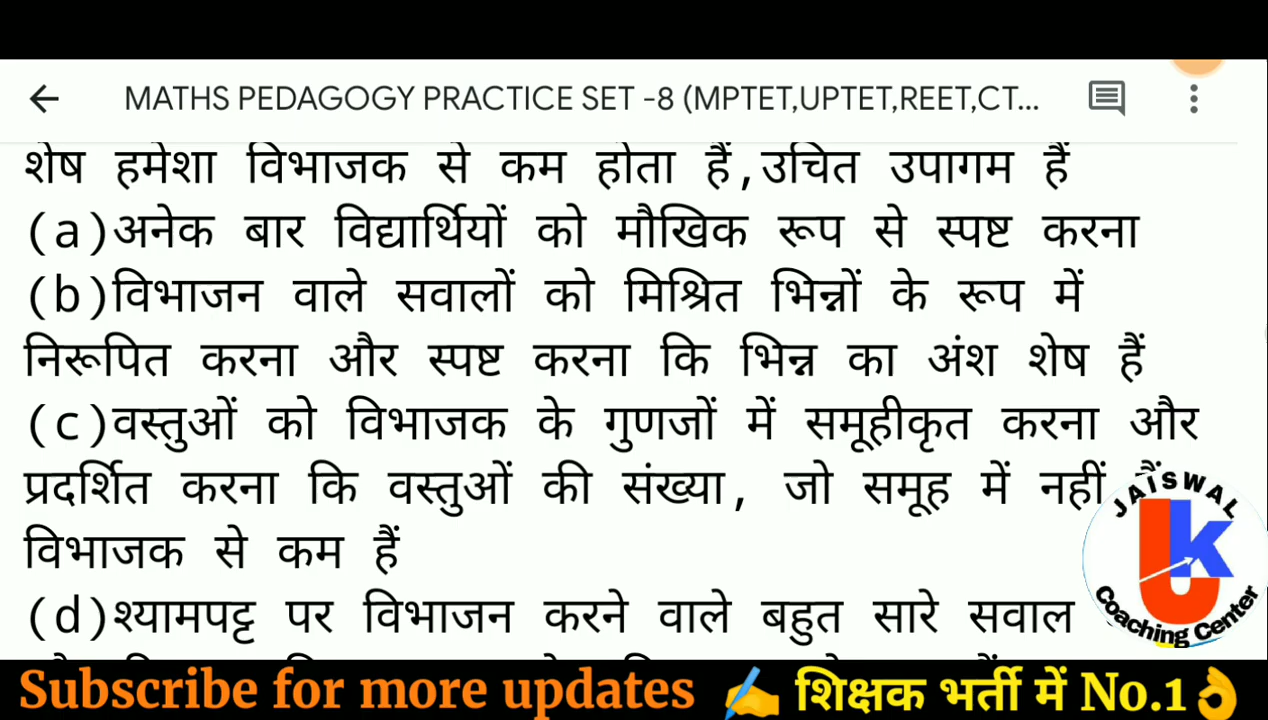 MATHS PEDAGOGY PRACTICE SET -8 (MPTET,UPTET,REET,CT...
शेष हमेशा विभाजक से कम होता हैं,उचित उपागम हैं
(a)अनेक बार विद्यार्थियों को मौखिक रूप से स्पष्ट करना
(b)विभाजन वाले सवालों को मिश्रित भिन्नों के रूप में
निरूपित करना और स्पष्ट करना कि भिन्न का अंश शेष हैं
(c)वस्तुओं को विभाजक के गुणजों में समूहीकृत करना और
प्रदर्शित करना कि वस्तुओं की संख्या, जो समूह में नहीं हैं
विभाजक से कम हैं
(d)श्यामपट्ट पर विभाजन करने वाले बहुत सारे सवाल
JAISWAL
UK
Coaching Center
Subscribe for more updates ✍️ शिक्षक भर्ती में No.1👌